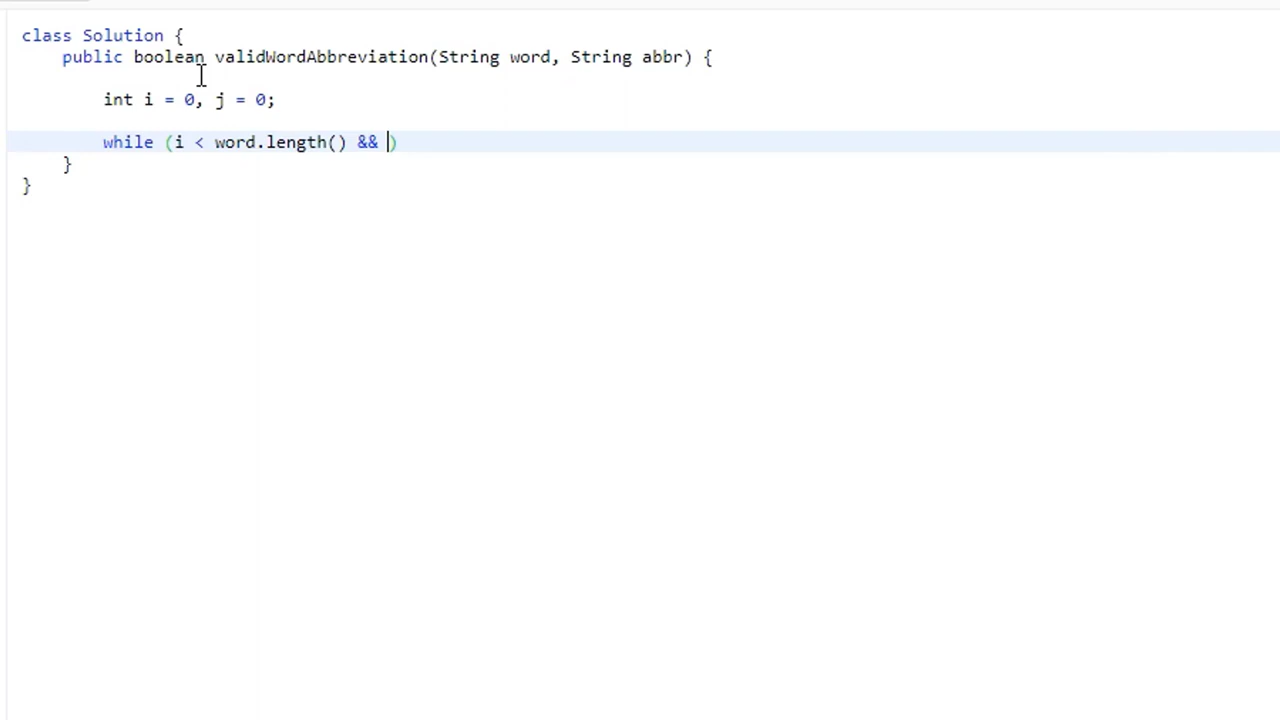 class Solution {
    public boolean validWordAbbreviation(String word, String abbr) {
        int i = 0, j = 0;
        while (i < word.length() && )
    }
}